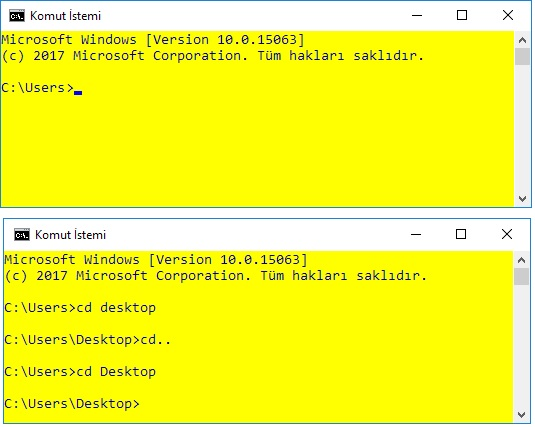 Komut İstemi
Microsoft Windows [Version 10.0.15063]
(c) 2017 Microsoft Corporation. Tüm hakları saklıdır.
C:\Users>
Komut İstemi
Microsoft Windows [Version 10.0.15063]
(c) 2017 Microsoft Corporation. Tüm hakları saklıdır.
C:\Users>cd desktop
C:\Users\Desktop>cd..
C:\Users>cd Desktop
C:\Users\Desktop>